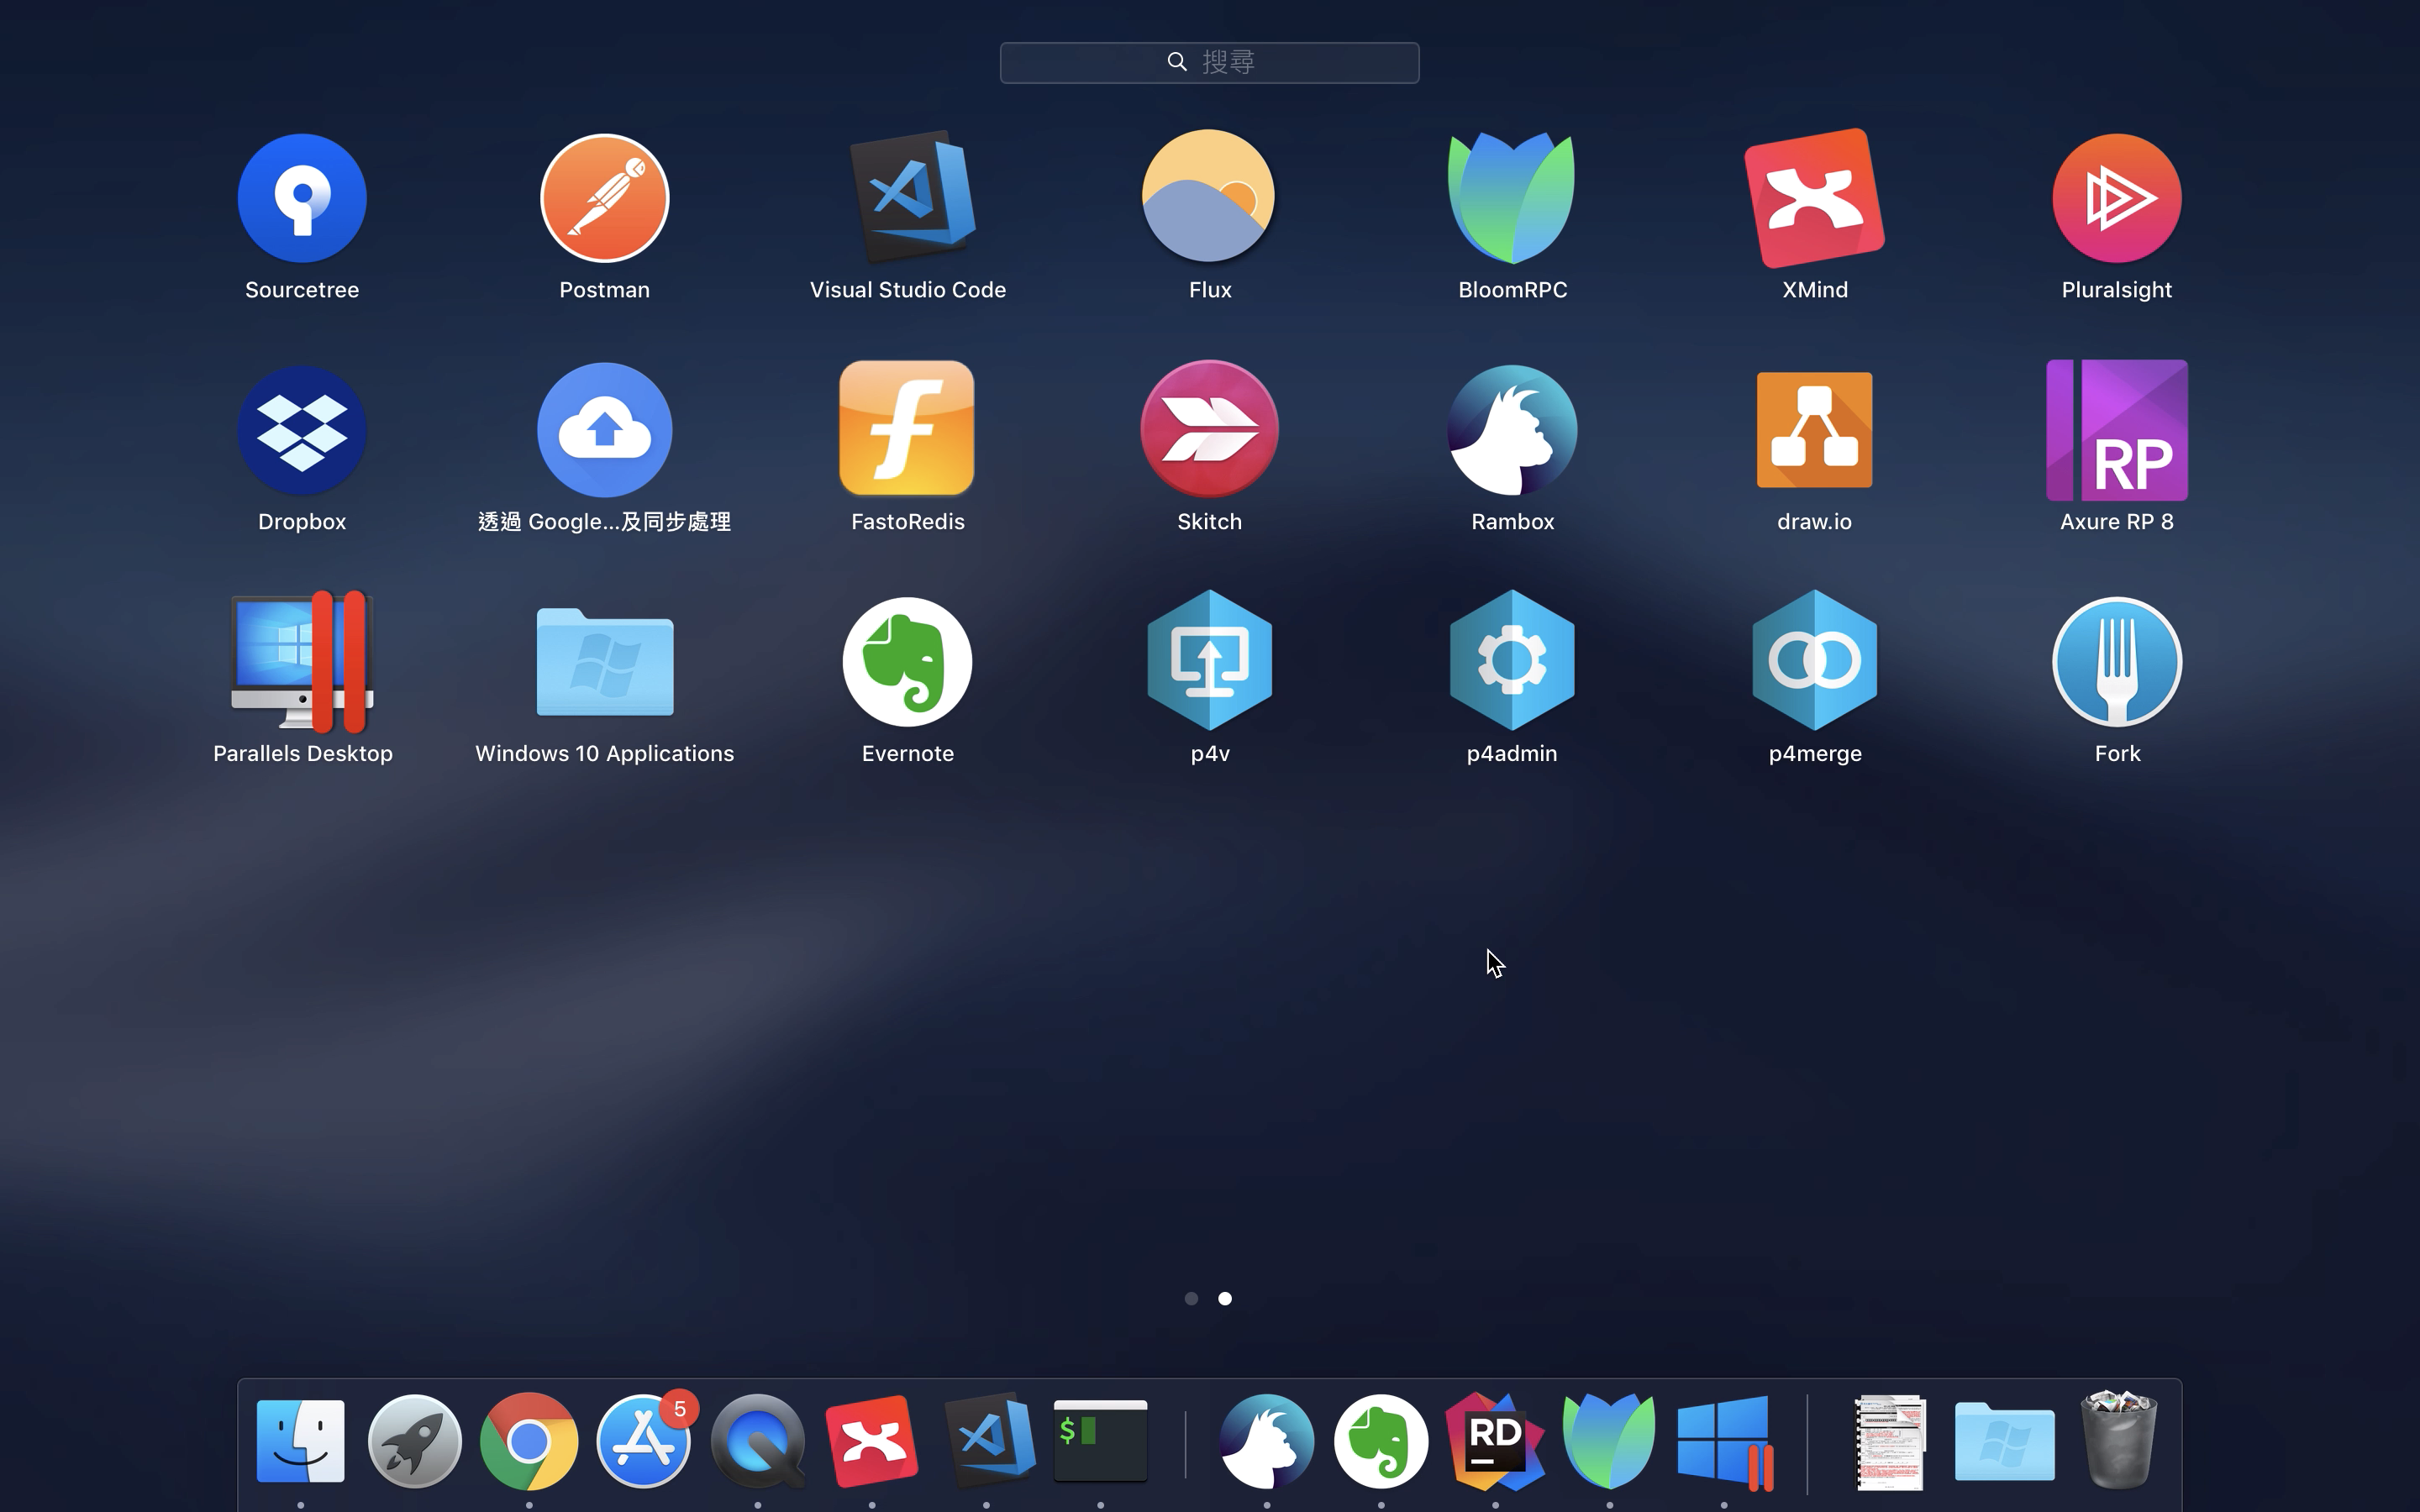 搜尋
Sourcetree
Postman
Visual Studio Code
Flux
BloomRPC
XMind
Pluralsight
Dropbox
透過 Google...及同步處理
FastoRedis
Skitch
Rambox
draw.io
RP
Axure RP 8
Parallels Desktop
Windows 10 Applications
Evernote
p4v
p4admin
p4merge
Fork
5
$
RD